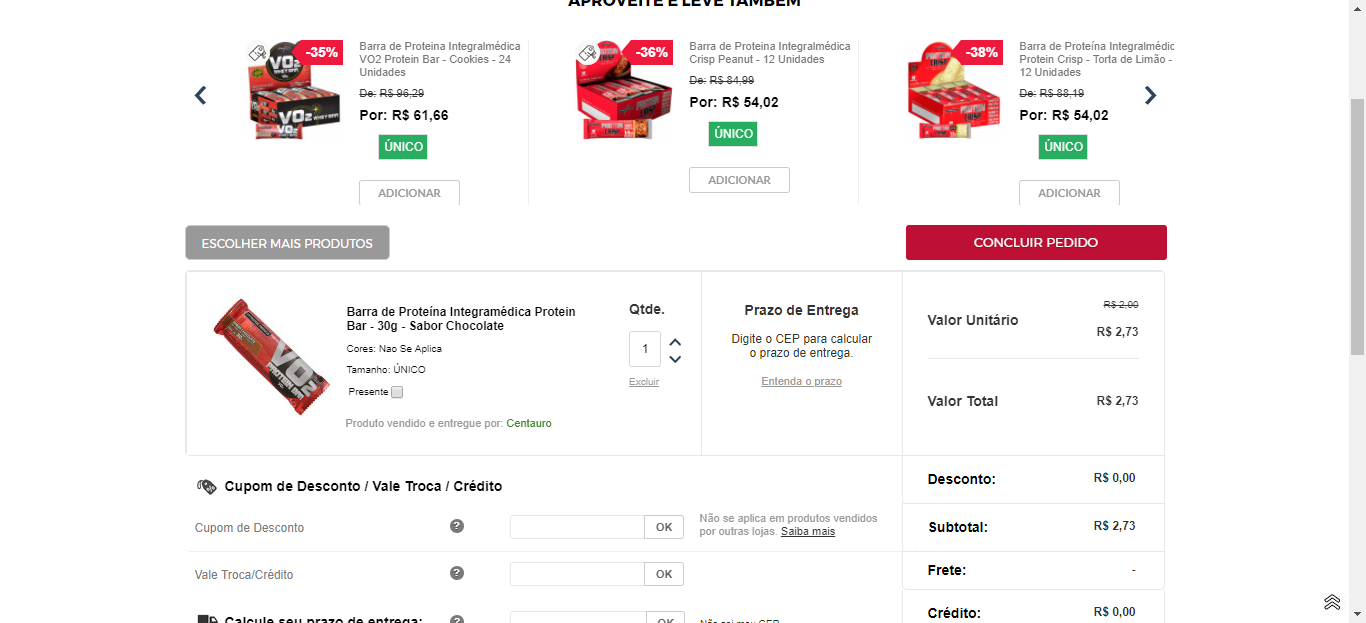 APROVEITE E LEVE TAMBÉM
-35%
Barra de Proteina Integralmédica
VO2 Protein Bar - Cookies - 24
Unidades
De: R$ 96,29
Por: R$ 61,66
ÚNICO
ADICIONAR
-36%
Barra de Proteina Integralmédica
Crisp Peanut - 12 Unidades
De: R$ 84,99
Por: R$ 54,02
ÚNICO
ADICIONAR
-38%
Barra de Proteína Integralmédic
Protein Crisp - Torta de Limão -
12 Unidades
De: R$ 88,19
Por: R$ 54,02
ÚNICO
ADICIONAR
ESCOLHER MAIS PRODUTOS
CONCLUIR PEDIDO
VO2
PROTEIN BAR
Barra de Proteína Integramédica Protein
Bar - 30g - Sabor Chocolate
Cores: Nao Se Aplica
Tamanho: ÚNICO
Presente
Produto vendido e entregue por: Centauro
Qtde.
1
Excluir
Prazo de Entrega
Digite o CEP para calcular
o prazo de entrega.
Entenda o prazo
Valor Unitário
R$ 2,90
R$ 2,73
Valor Total
R$ 2,73
Cupom de Desconto / Vale Troca / Crédito
Cupom de Desconto
?
OK
Não se aplica em produtos vendidos
por outras lojas. Saiba mais
Vale Troca/Crédito
?
OK
Calcule seu prazo de entrega:
?
OK
Não sei meu CEP
Desconto:
R$ 0,00
Subtotal:
R$ 2,73
Frete:
-
Crédito:
R$ 0,00